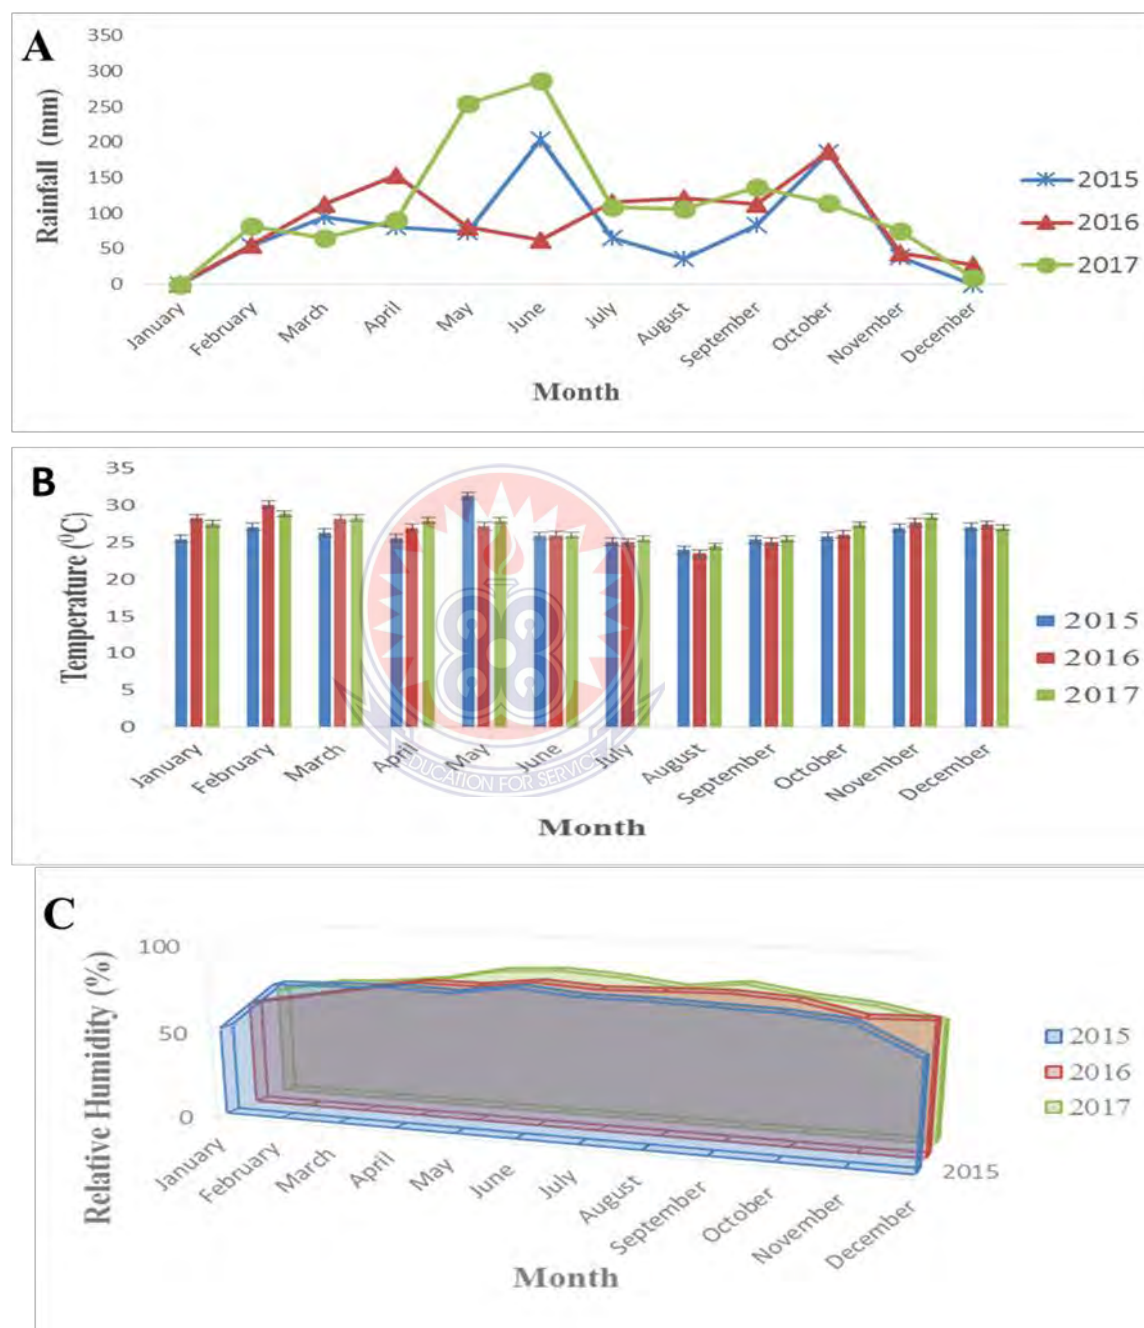 A
Rainfall (mm)
350
300
250
200
150
100
50
0
January
February
March
April
May
June
July
August
September
October
November
December
Month
2015
2016
2017
B
Temperature (⁰C)
35
30
25
20
15
10
5
0
January
February
March
April
May
June
July
August
September
October
November
December
Month
2015
2016
2017
EDUCATION FOR SERVICE
C
Relative Humidity (%)
100
50
0
January
February
March
April
May
June
July
August
September
October
November
December
2015
Month
2015
2016
2017